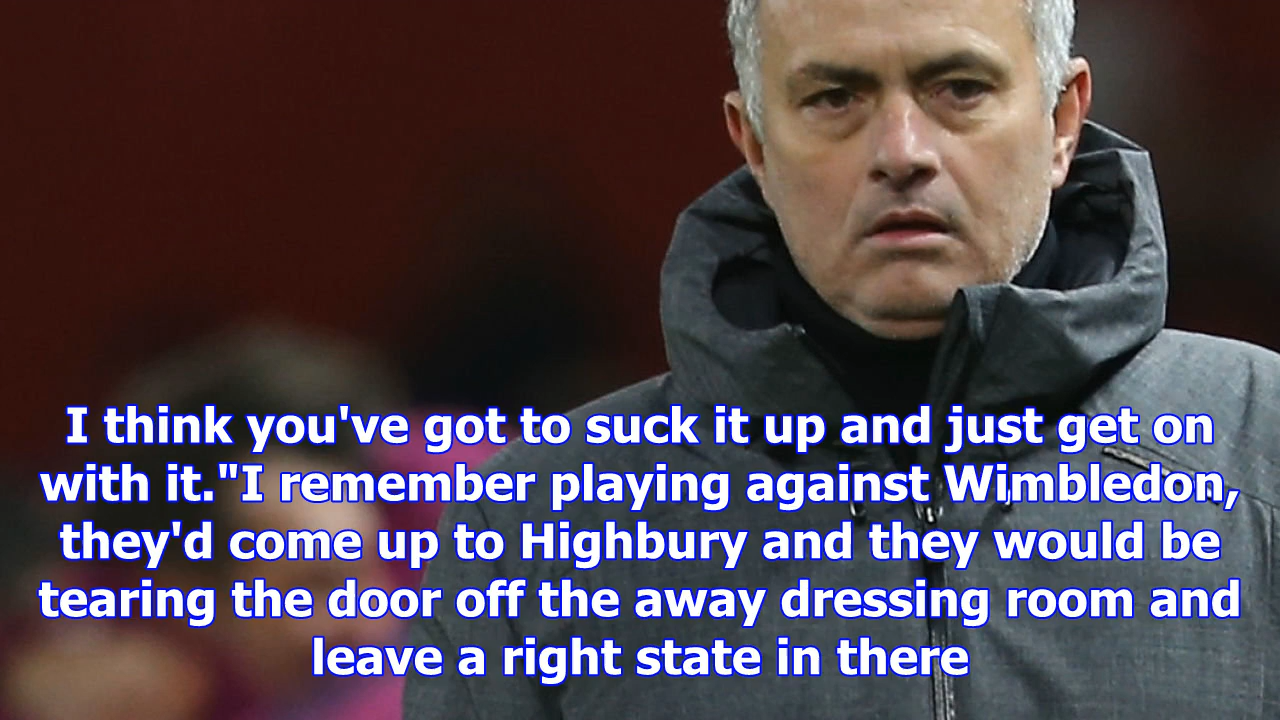 I think you've got to suck it up and just get on
with it."I remember playing against Wimbledon,
they'd come up to Highbury and they would be
tearing the door off the away dressing room and
leave a right state in there